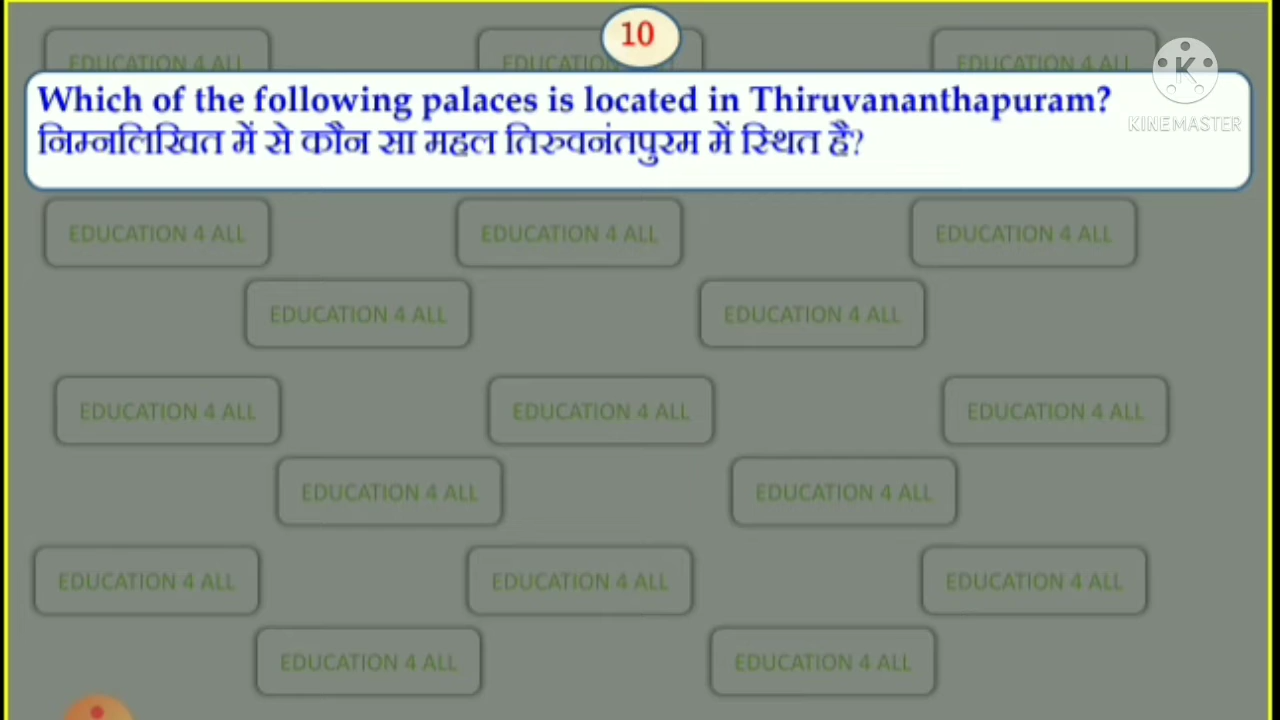 10
EDUCATION 4 ALL EDUCATION 4 ALL
Which of the following palaces is located in Thiruvananthapuram?
निम्नलिखित में से कौन सा महल तिरुवनंतपुरम में स्थित है?
K
KINEMASTER
EDUCATION 4 ALL EDUCATION 4 ALL EDUCATION 4 ALL
EDUCATION 4 ALL EDUCATION 4 ALL
EDUCATION 4 ALL EDUCATION 4 ALL EDUCATION 4 ALL
EDUCATION 4 ALL EDUCATION 4 ALL
EDUCATION 4 ALL EDUCATION 4 ALL EDUCATION 4 ALL
EDUCATION 4 ALL EDUCATION 4 ALL